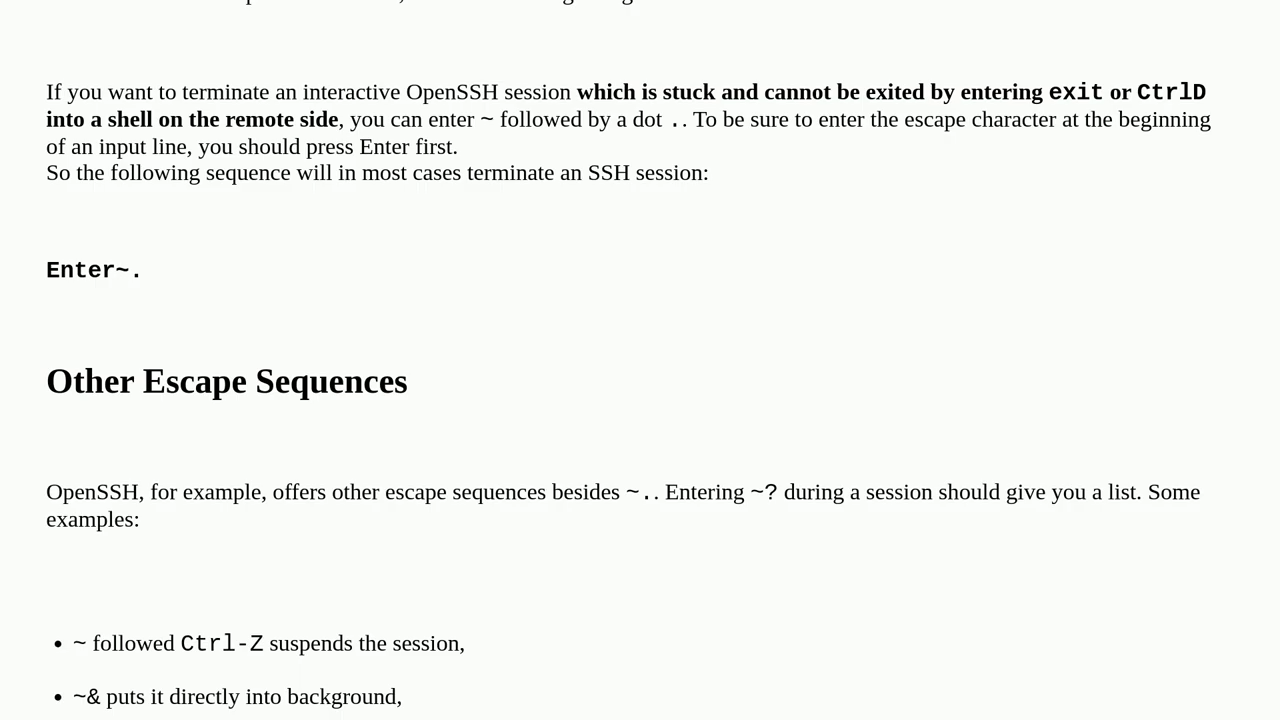 If you want to terminate an interactive OpenSSH session which is stuck and cannot be exited by entering exit or CtrlD
into a shell on the remote side, you can enter ~ followed by a dot .. To be sure to enter the escape character at the beginning
of an input line, you should press Enter first.
So the following sequence will in most cases terminate an SSH session:
Enter~.
Other Escape Sequences
OpenSSH, for example, offers other escape sequences besides ~.. Entering ~? during a session should give you a list. Some
examples:
• ~ followed Ctrl-Z suspends the session,
• ~& puts it directly into background,